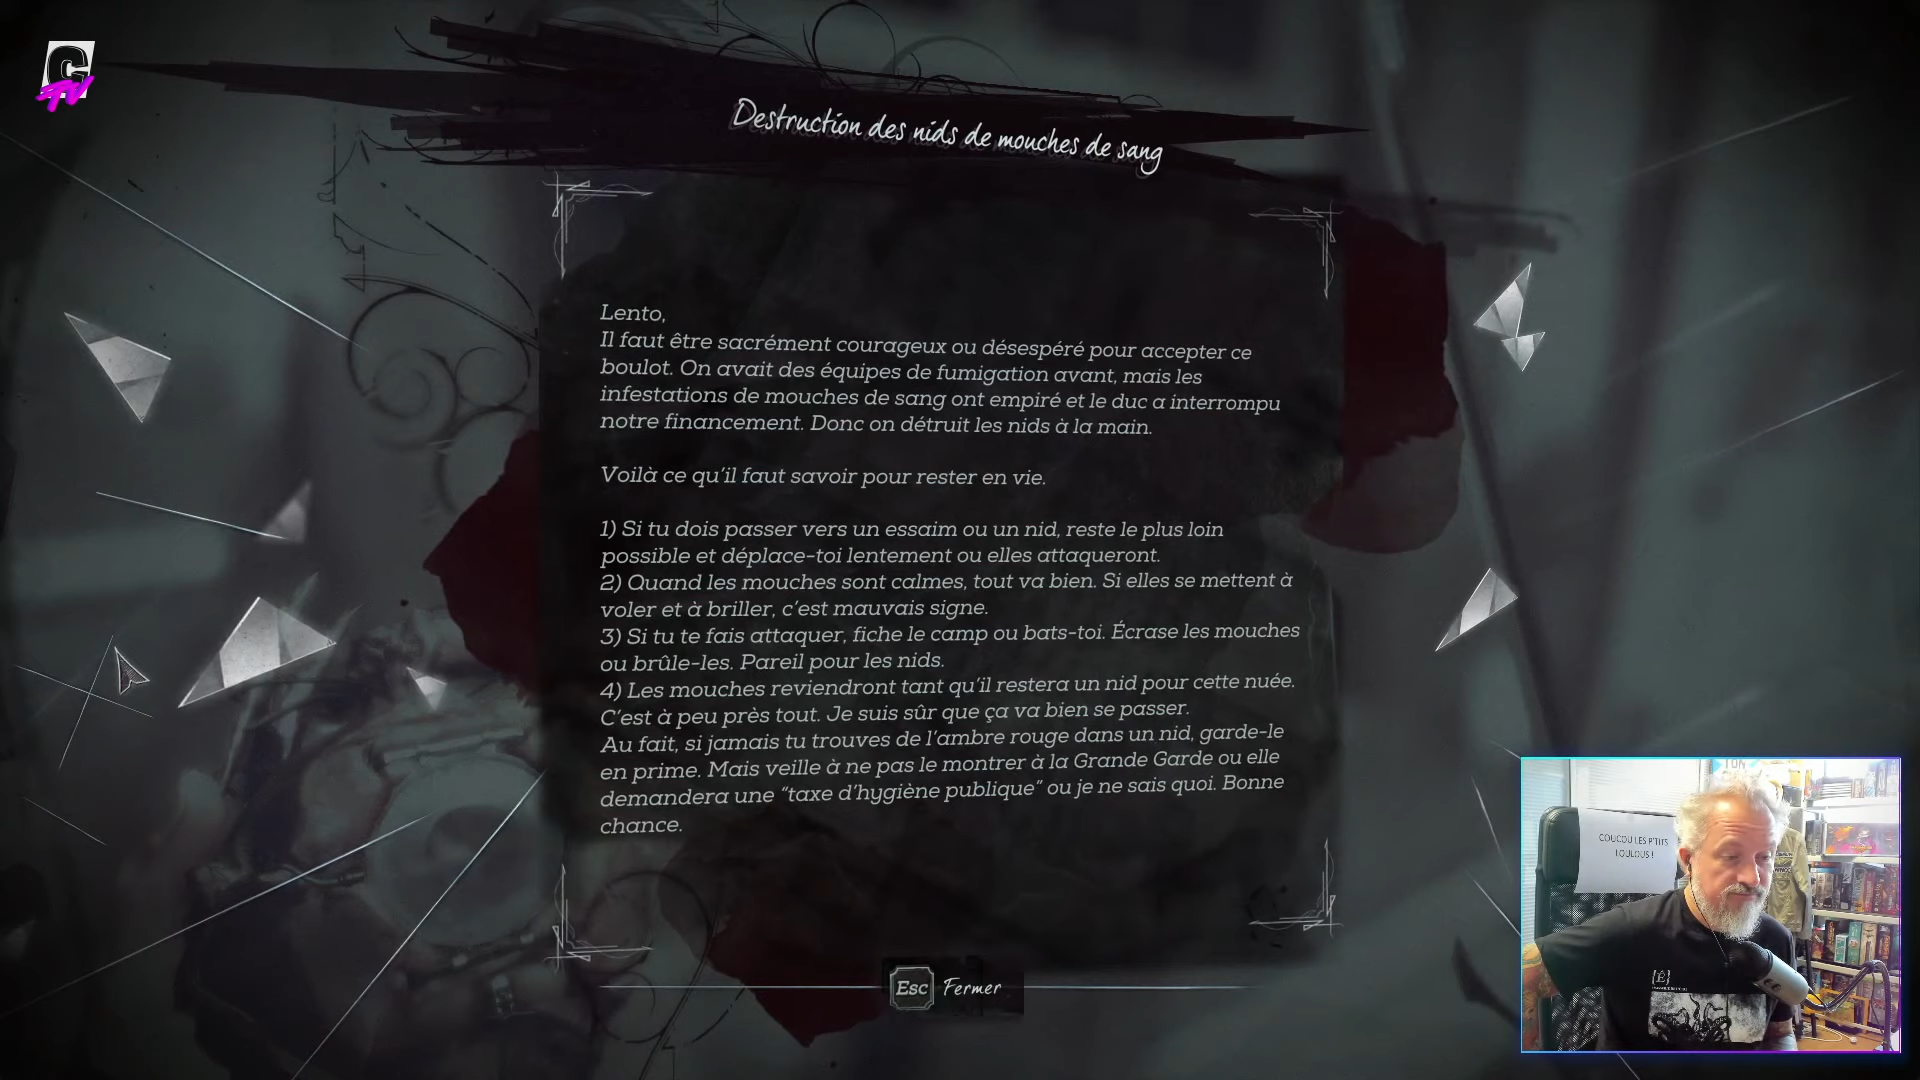 C
TV
Destruction des nids de mouches de sang
Lento,
Il faut être sacrément courageux ou désespéré pour accepter ce
boulot. On avait des équipes de fumigation avant, mais les
infestations de mouches de sang ont empiré et le duc a interrompu
notre financement. Donc on détruit les nids à la main.
Voilà ce qu'il faut savoir pour rester en vie.
1) Si tu dois passer vers un essaim ou un nid, reste le plus loin
possible et déplace-toi lentement ou elles attaqueront.
2) Quand les mouches sont calmes, tout va bien. Si elles se mettent à
voler et à briller, c'est mauvais signe.
3) Si tu te fais attaquer, fiche le camp ou bats-toi. Écrase les mouches
ou brûle-les. Pareil pour les nids.
4) Les mouches reviendront tant qu'il restera un nid pour cette nuée.
C'est à peu près tout. Je suis sûr que ça va bien se passer.
Au fait, si jamais tu trouves de l'ambre rouge dans un nid, garde-le
en prime. Mais veille à ne pas le montrer à la Grande Garde ou elle
demandera une "taxe d'hygiène publique" ou je ne sais quoi. Bonne
chance.
Esc Fermer
COUCOU LES P'TITS
LOULOUS !
[Ê]